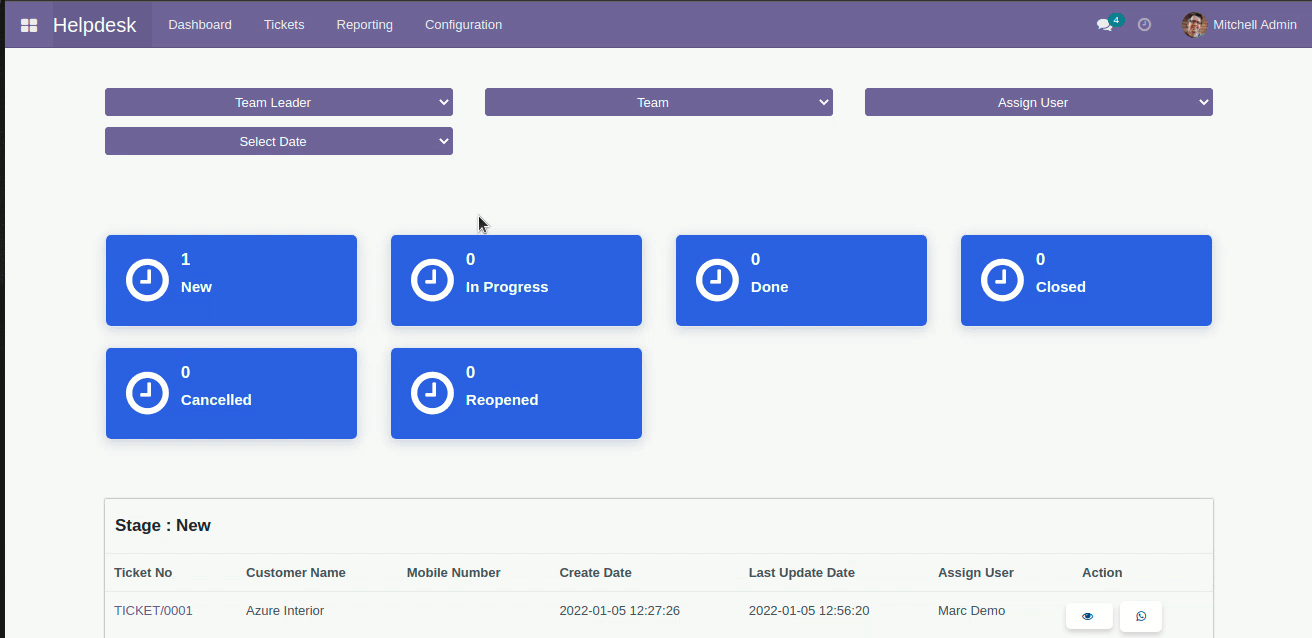 Helpdesk Dashboard Tickets Reporting Configuration 4 Mitchell Admin
Team Leader Team Assign User
Select Date
1 0 0 0
New In Progress Done Closed
0 0
Cancelled Reopened
Stage : New
Ticket No Customer Name Mobile Number Create Date Last Update Date Assign User Action
TICKET/0001 Azure Interior 2022-01-05 12:27:26 2022-01-05 12:56:20 Marc Demo